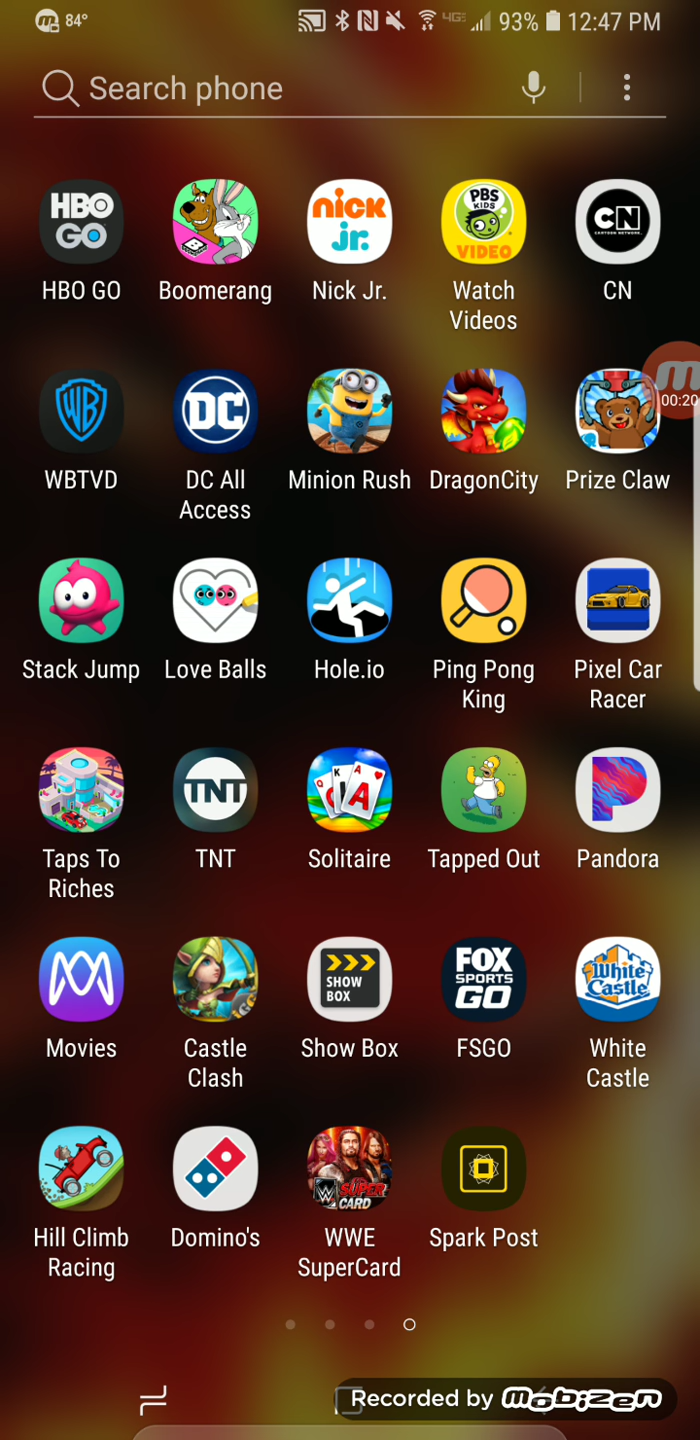 84°
4G
93%
12:47 PM
Search phone
HBO
GO
nick
jr.
PBS
KIDS
VIDEO
CN
CARTOON NETWORK
HBO GO
Boomerang
Nick Jr.
Watch
Videos
CN
WB
DC
m
00:20
WBTVD
DC All
Access
Minion Rush
DragonCity
Prize Claw
Stack Jump
Love Balls
Hole.io
Ping Pong
King
Pixel Car
Racer
TNT
Q K A
A
P
Taps To
Riches
TNT
Solitaire
Tapped Out
Pandora
SHOW
BOX
FOX
SPORTS
GO
White
Castle
Movies
Castle
Clash
Show Box
FSGO
White
Castle
W SUPER
CARD
Hill Climb
Racing
Domino's
WWE
SuperCard
Spark Post
Recorded by Mobizen